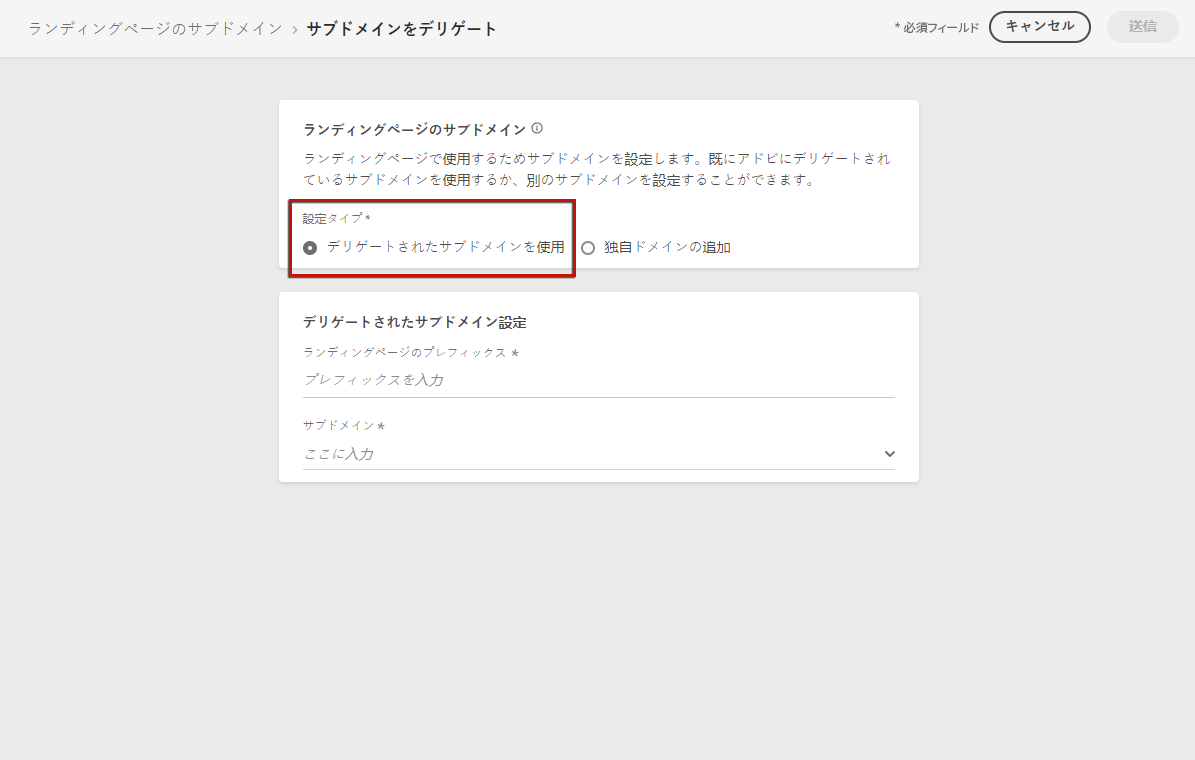 ランディングページのサブドメイン › サブドメインをデリゲート
* 必須フィールド
キャンセル
送信
ランディングページのサブドメイン
ランディングページで使用するためサブドメインを設定します。既にアドビにデリゲートされ
ているサブドメインを使用するか、別のサブドメインを設定することができます。
設定タイプ *
デリゲートされたサブドメインを使用
独自ドメインの追加
デリゲートされたサブドメイン設定
ランディングページのプレフィックス *
プレフィックスを入力
サブドメイン *
ここに入力